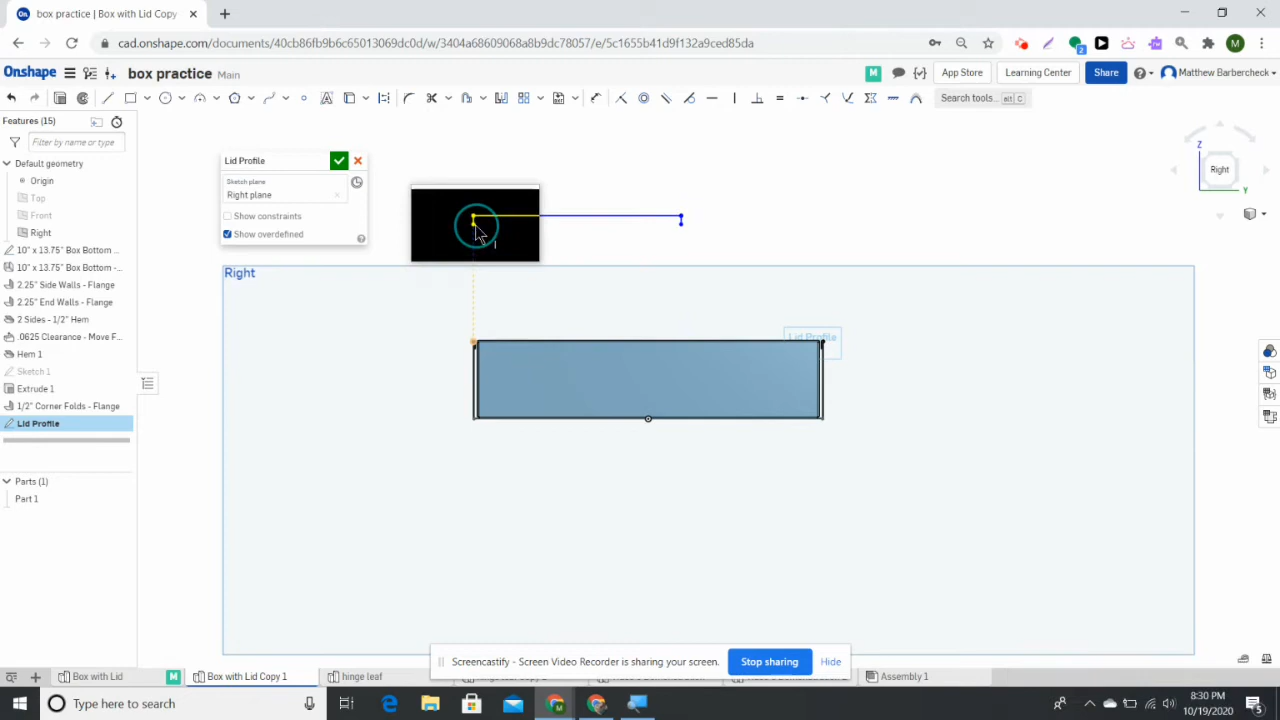 box practice | Box with Lid Copy
cad.onshape.com/documents/40cb86fb9b6c65013069dc0d/w/3404a68609068a8b9dc78057/e/5c1655b41d9f132a9ced85da
2
M
Onshape
box practice Main
M
App Store
Learning Center
Share
Matthew Barbercheck
Search tools... alt C
Features (15)
Filter by name or type
Default geometry
Origin
Top
Front
Right
10" x 13.75" Box Bottom ...
10" x 13.75" Box Bottom -...
2.25" Side Walls - Flange
2.25" End Walls - Flange
2 Sides - 1/2" Hem
.0625 Clearance - Move F...
Hem 1
Sketch 1
Extrude 1
1/2" Corner Folds - Flange
Lid Profile
Parts (1)
Part 1
Lid Profile
Sketch plane
Right plane
Show constraints
Show overdefined
Right
Lid Profile
Z
Right
Y
Screencastify - Screen Video Recorder is sharing your screen.
Stop sharing
Hide
Box with Lid M
Box with Lid Copy 1
hinge leaf
Assembly 1
Type here to search
8:30 PM
10/19/2020
5